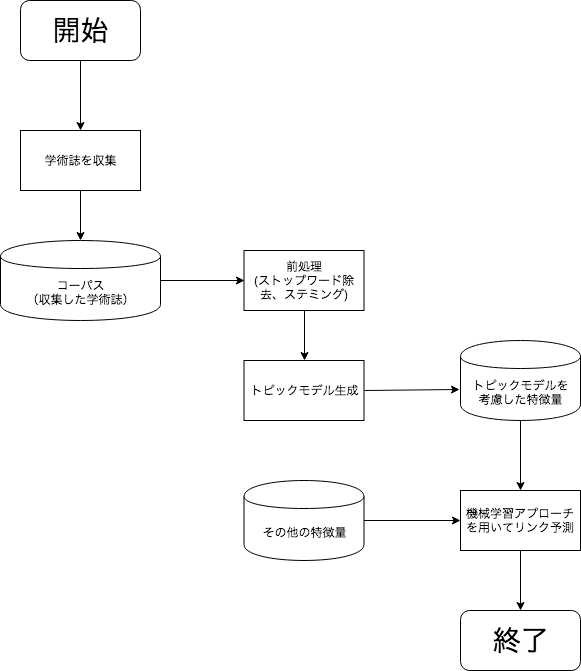 開始
学術誌を収集
コーパス
（収集した学術誌）
前処理
(ストップワード除
去、ステミング)
トピックモデル生成
トピックモデルを
考慮した特徴量
その他の特徴量
機械学習アプローチ
を用いてリンク予測
終了